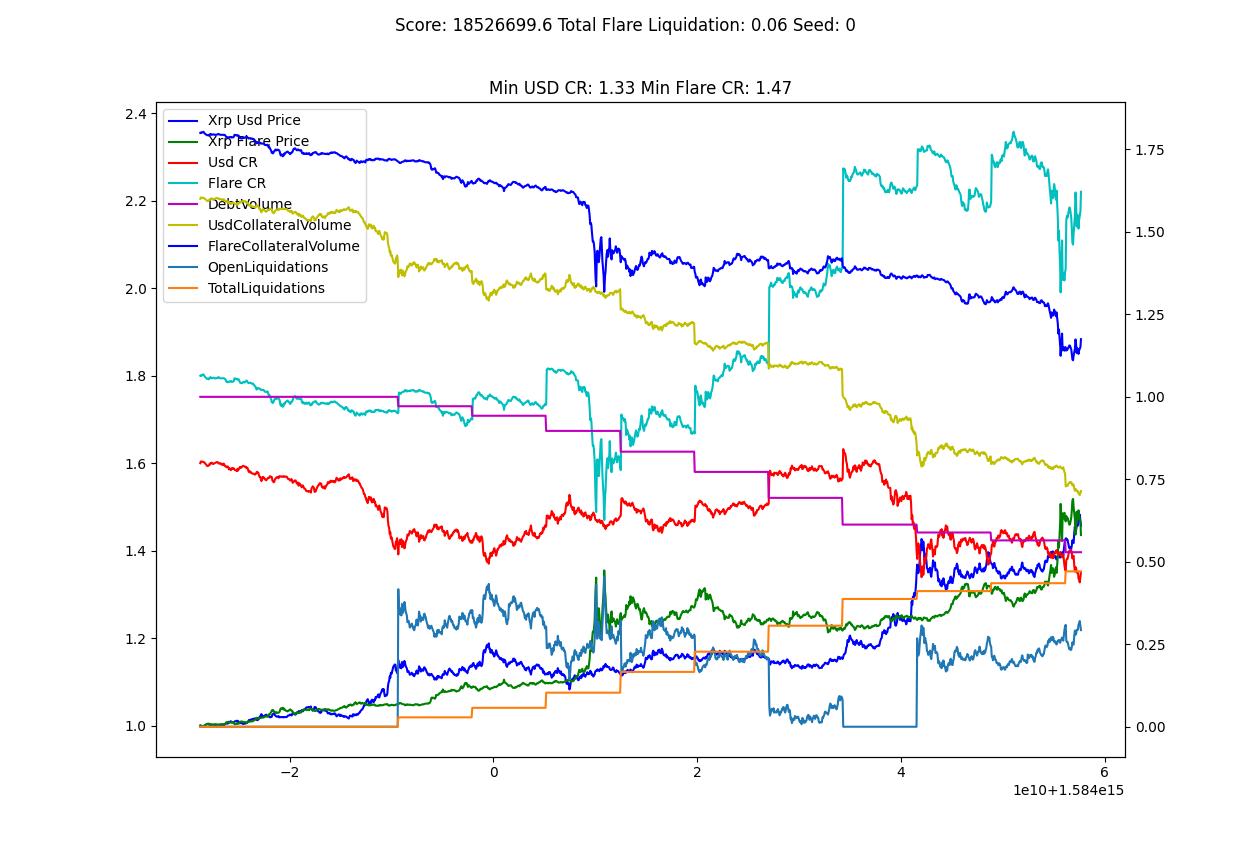 Score: 18526699.6 Total Flare Liquidation: 0.06 Seed: 0
Min USD CR: 1.33 Min Flare CR: 1.47
Xrp Usd Price
Xrp Flare Price
Usd CR
Flare CR
DebtVolume
UsdCollateralVolume
FlareCollateralVolume
OpenLiquidations
TotalLiquidations
2.4
2.2
2.0
1.8
1.6
1.4
1.2
1.0
1.75
1.50
1.25
1.00
0.75
0.50
0.25
0.00
−2
0
2
4
6
1e10+1.584e15